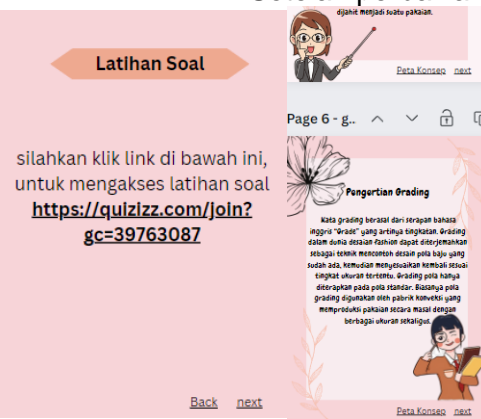 Latihan Soal
silahkan klik link di bawah ini,
untuk mengakses latihan soal
https://quizizz.com/join?
gc=39763087
Back next
dijahit menjadi suatu pakaian.
Peta Konsep next
Page 6 - g..
Pengertian Grading
Kata grading berasal dari serapan bahasa
inggris "Grade" yang artinya tingkatan. Grading
dalam dunia desaian fashion dapat diterjemahkan
sebagai teknik mencontoh desain pola baju yang
sudah ada, kemudian menyesuaikan kembali sesuai
tingkat ukuran tertentu. Grading pola hanya
diterapkan pada pola standar. Biasanya pola
grading digunakan oleh pabrik konveksi yang
memproduksi pakaian secara masal dengan
berbagai ukuran sekaligus.
Peta Konsep next